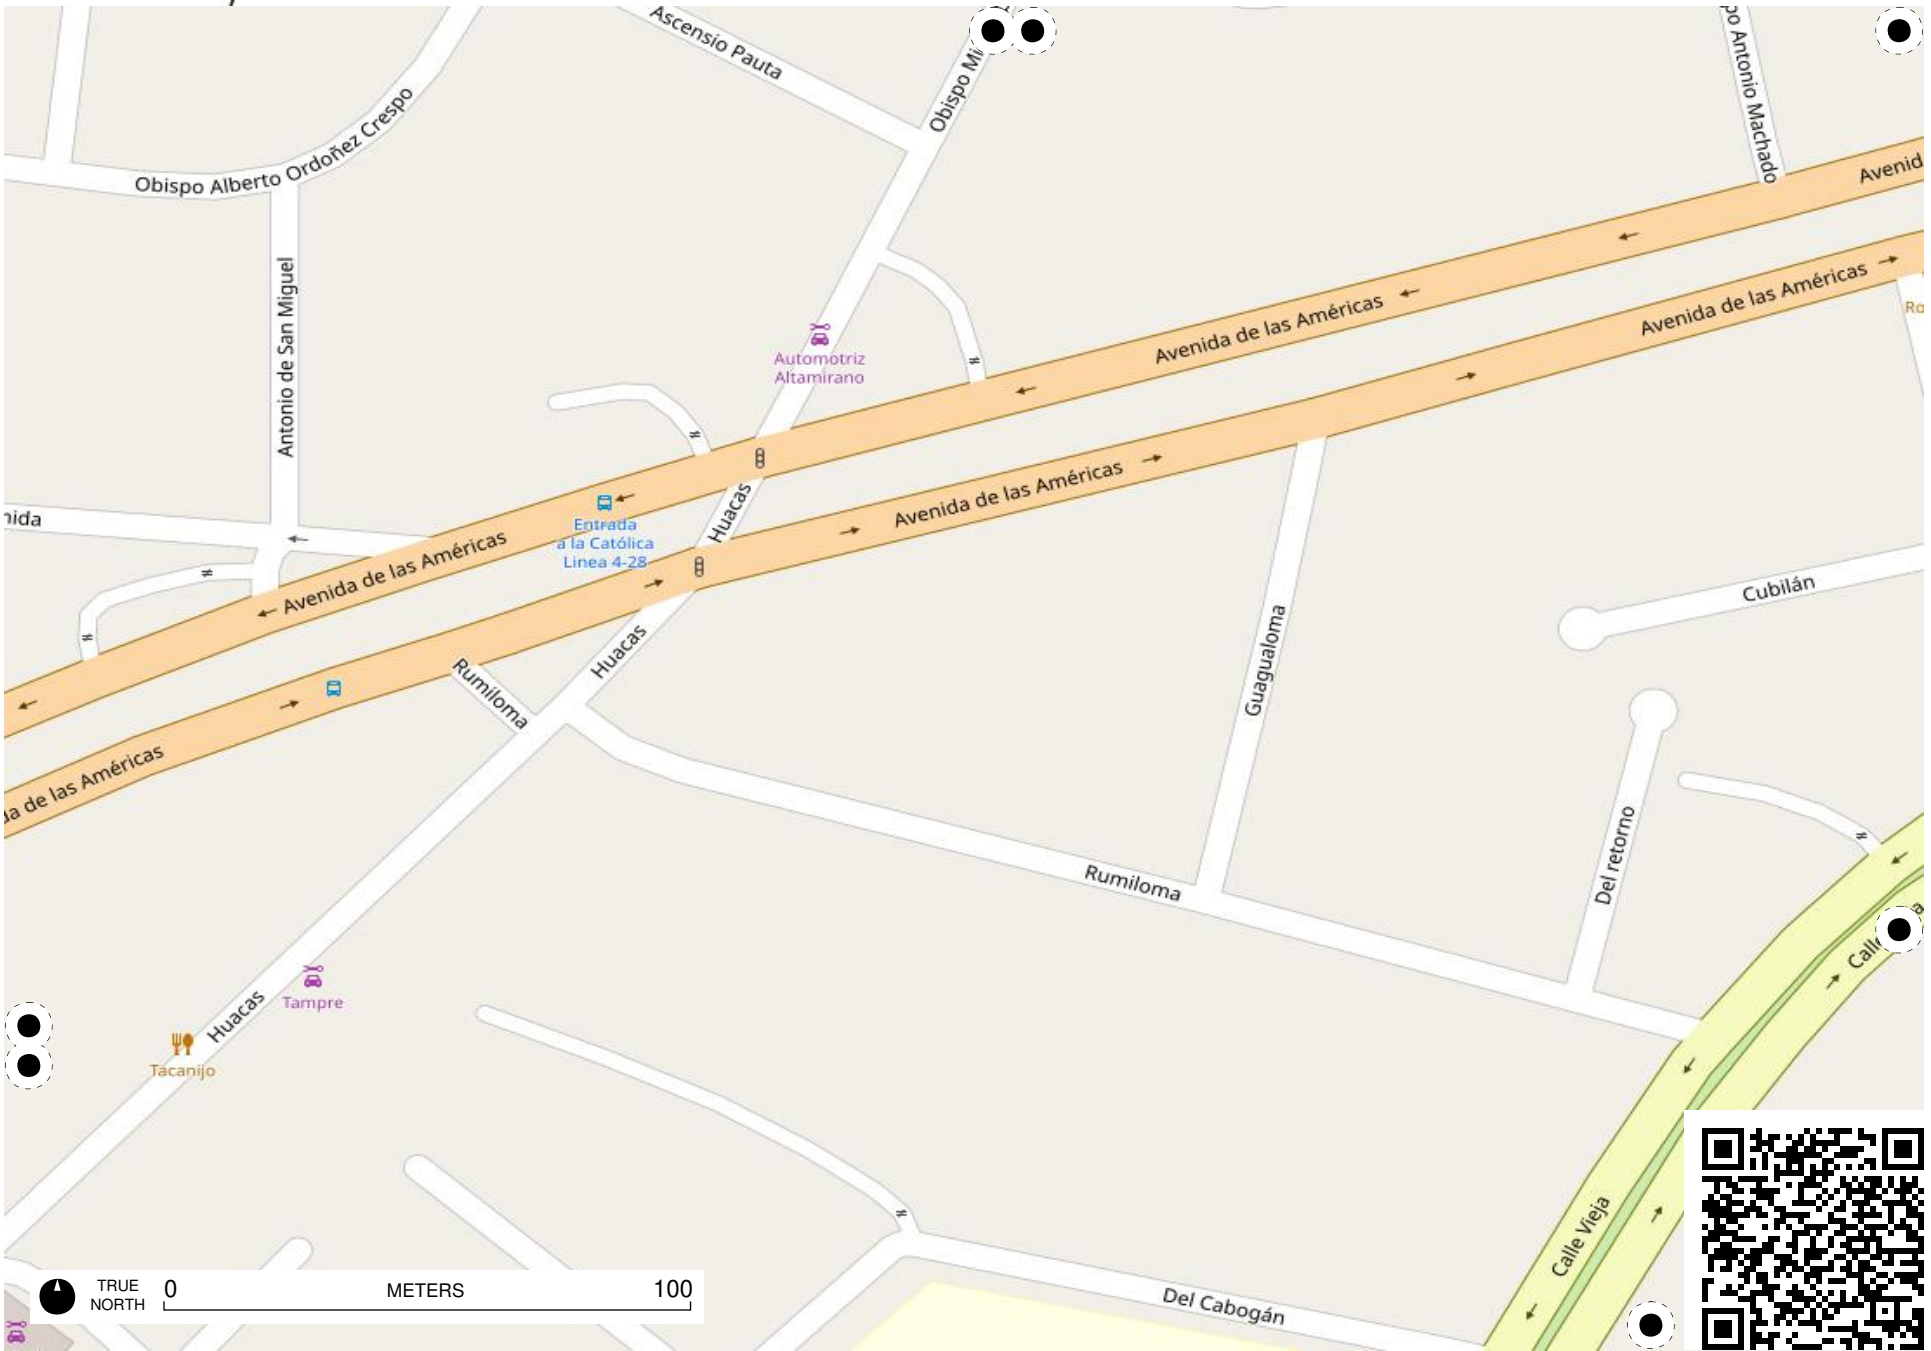 Ascensio Pauta
Obispo Mi
po Antonio Machado
Obispo Alberto Ordoñez Crespo
Avenid
Antonio de San Miguel
Avenida de las Américas
Avenida de las Américas
Ro
Automotriz
Altamirano
Huacas
Avenida de las Américas
nida
Entrada
a la Católica
Linea 4-28
Avenida de las Américas
Huacas
Rumiloma
Guagualoma
Cubilán
da de las Américas
Rumiloma
Del retorno
Calle
a
Huacas
Tampre
Tacanijo
Calle Vieja
Del Cabogán
TRUE
NORTH
0 METERS 100